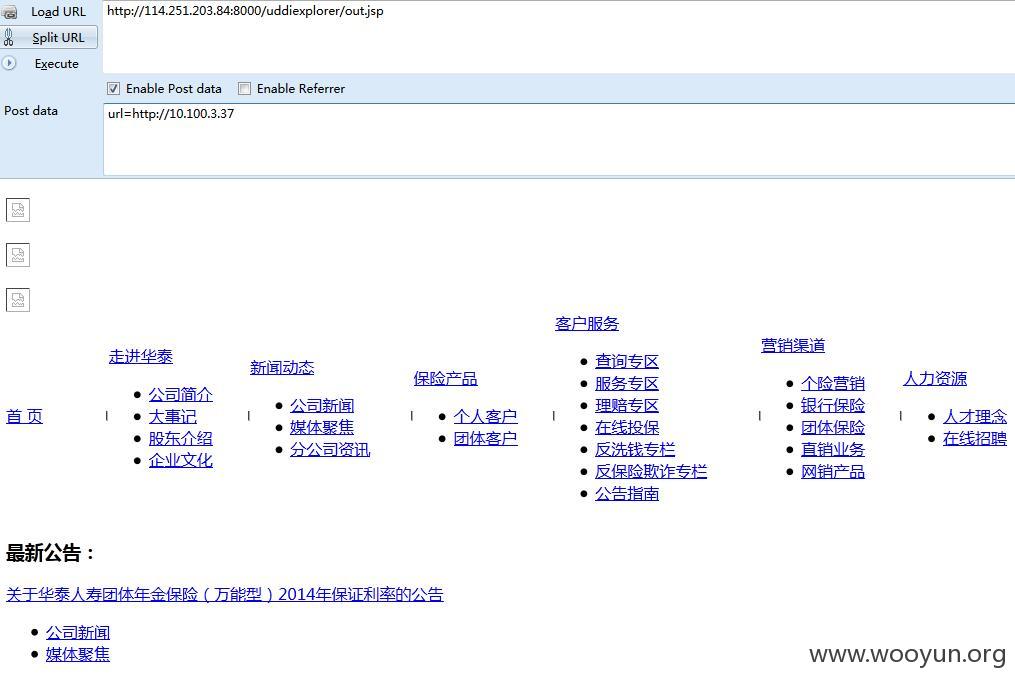 Load URL
http://114.251.203.84:8000/uddiexplorer/out.jsp
Split URL
Execute
Enable Post data
Enable Referrer
Post data
url=http://10.100.3.37
首 页
|
走进华泰
公司简介
大事记
股东介绍
企业文化
|
新闻动态
公司新闻
媒体聚焦
分公司资讯
|
保险产品
个人客户
团体客户
|
客户服务
查询专区
服务专区
理赔专区
在线投保
反洗钱专栏
反保险欺诈专栏
公告指南
|
营销渠道
个险营销
银行保险
团体保险
直销业务
网销产品
|
人力资源
人才理念
在线招聘
最新公告：
关于华泰人寿团体年金保险（万能型）2014年保证利率的公告
公司新闻
媒体聚焦
www.wooyun.org